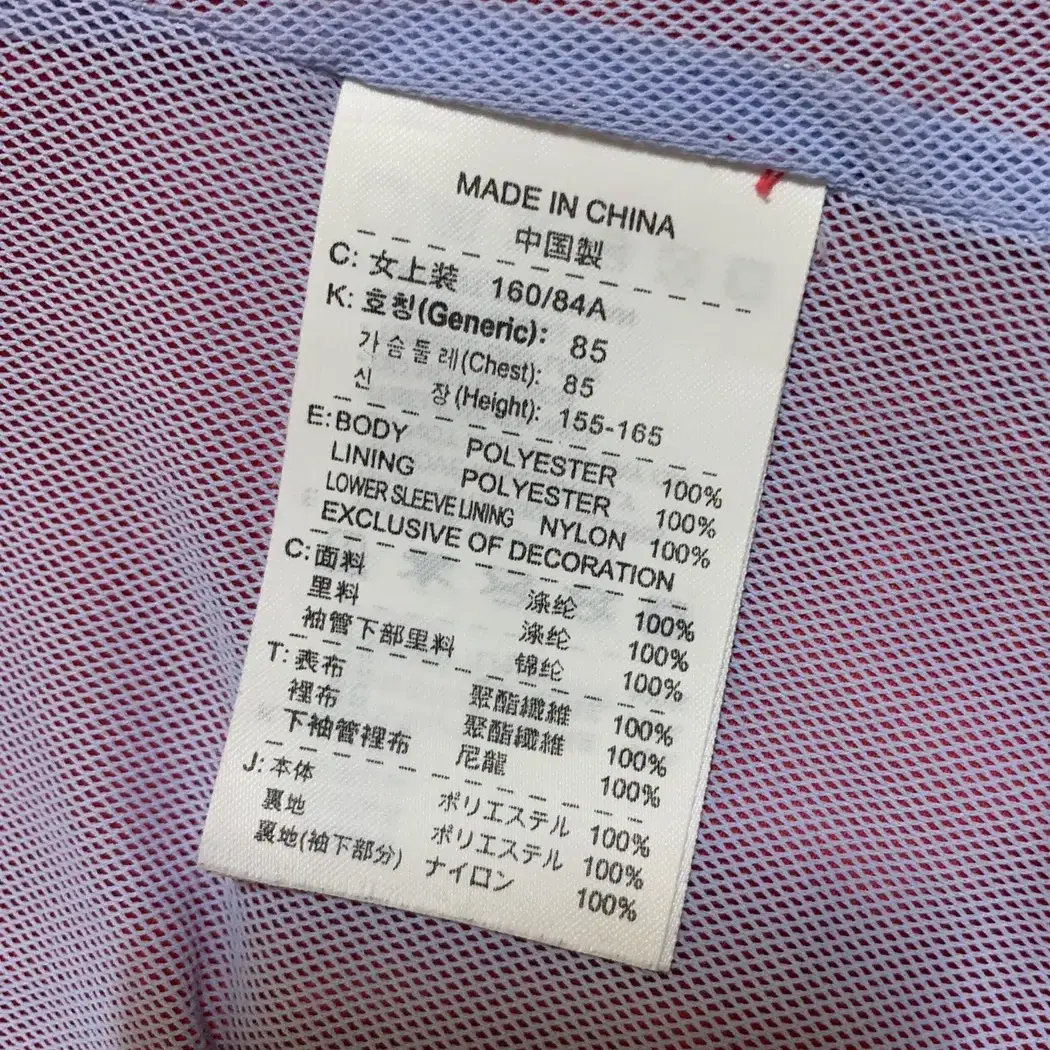 MADE IN CHINA
中国製
C: 女上装 160/84A
K: 호칭(Generic): 85
가슴둘레(Chest): 85
신 장(Height): 155-165
E: BODY POLYESTER 100%
LINING POLYESTER 100%
LOWER SLEEVE LINING NYLON 100%
EXCLUSIVE OF DECORATION
C: 面料 涤纶 100%
里料 涤纶 100%
袖管下部里料 锦纶 100%
T: 表布 聚酯纖維 100%
裡布 聚酯纖維 100%
下袖管裡布 尼龍 100%
J: 本体 ポリエステル 100%
裏地 ポリエステル 100%
裏地(袖下部分) ナイロン 100%